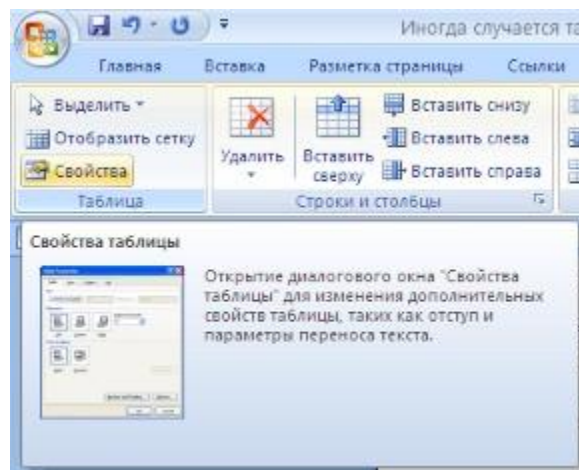 Иногда случается та
Главная Вставка Разметка страницы Ссылки
Выделить
Отобразить сетку
Свойства
Таблица
Удалить
Вставить сверху
Вставить снизу
Вставить слева
Вставить справа
Строки и столбцы
Свойства таблицы
Открытие диалогового окна "Свойства
таблицы" для изменения дополнительных
свойств таблицы, таких как отступ и
параметры переноса текста.